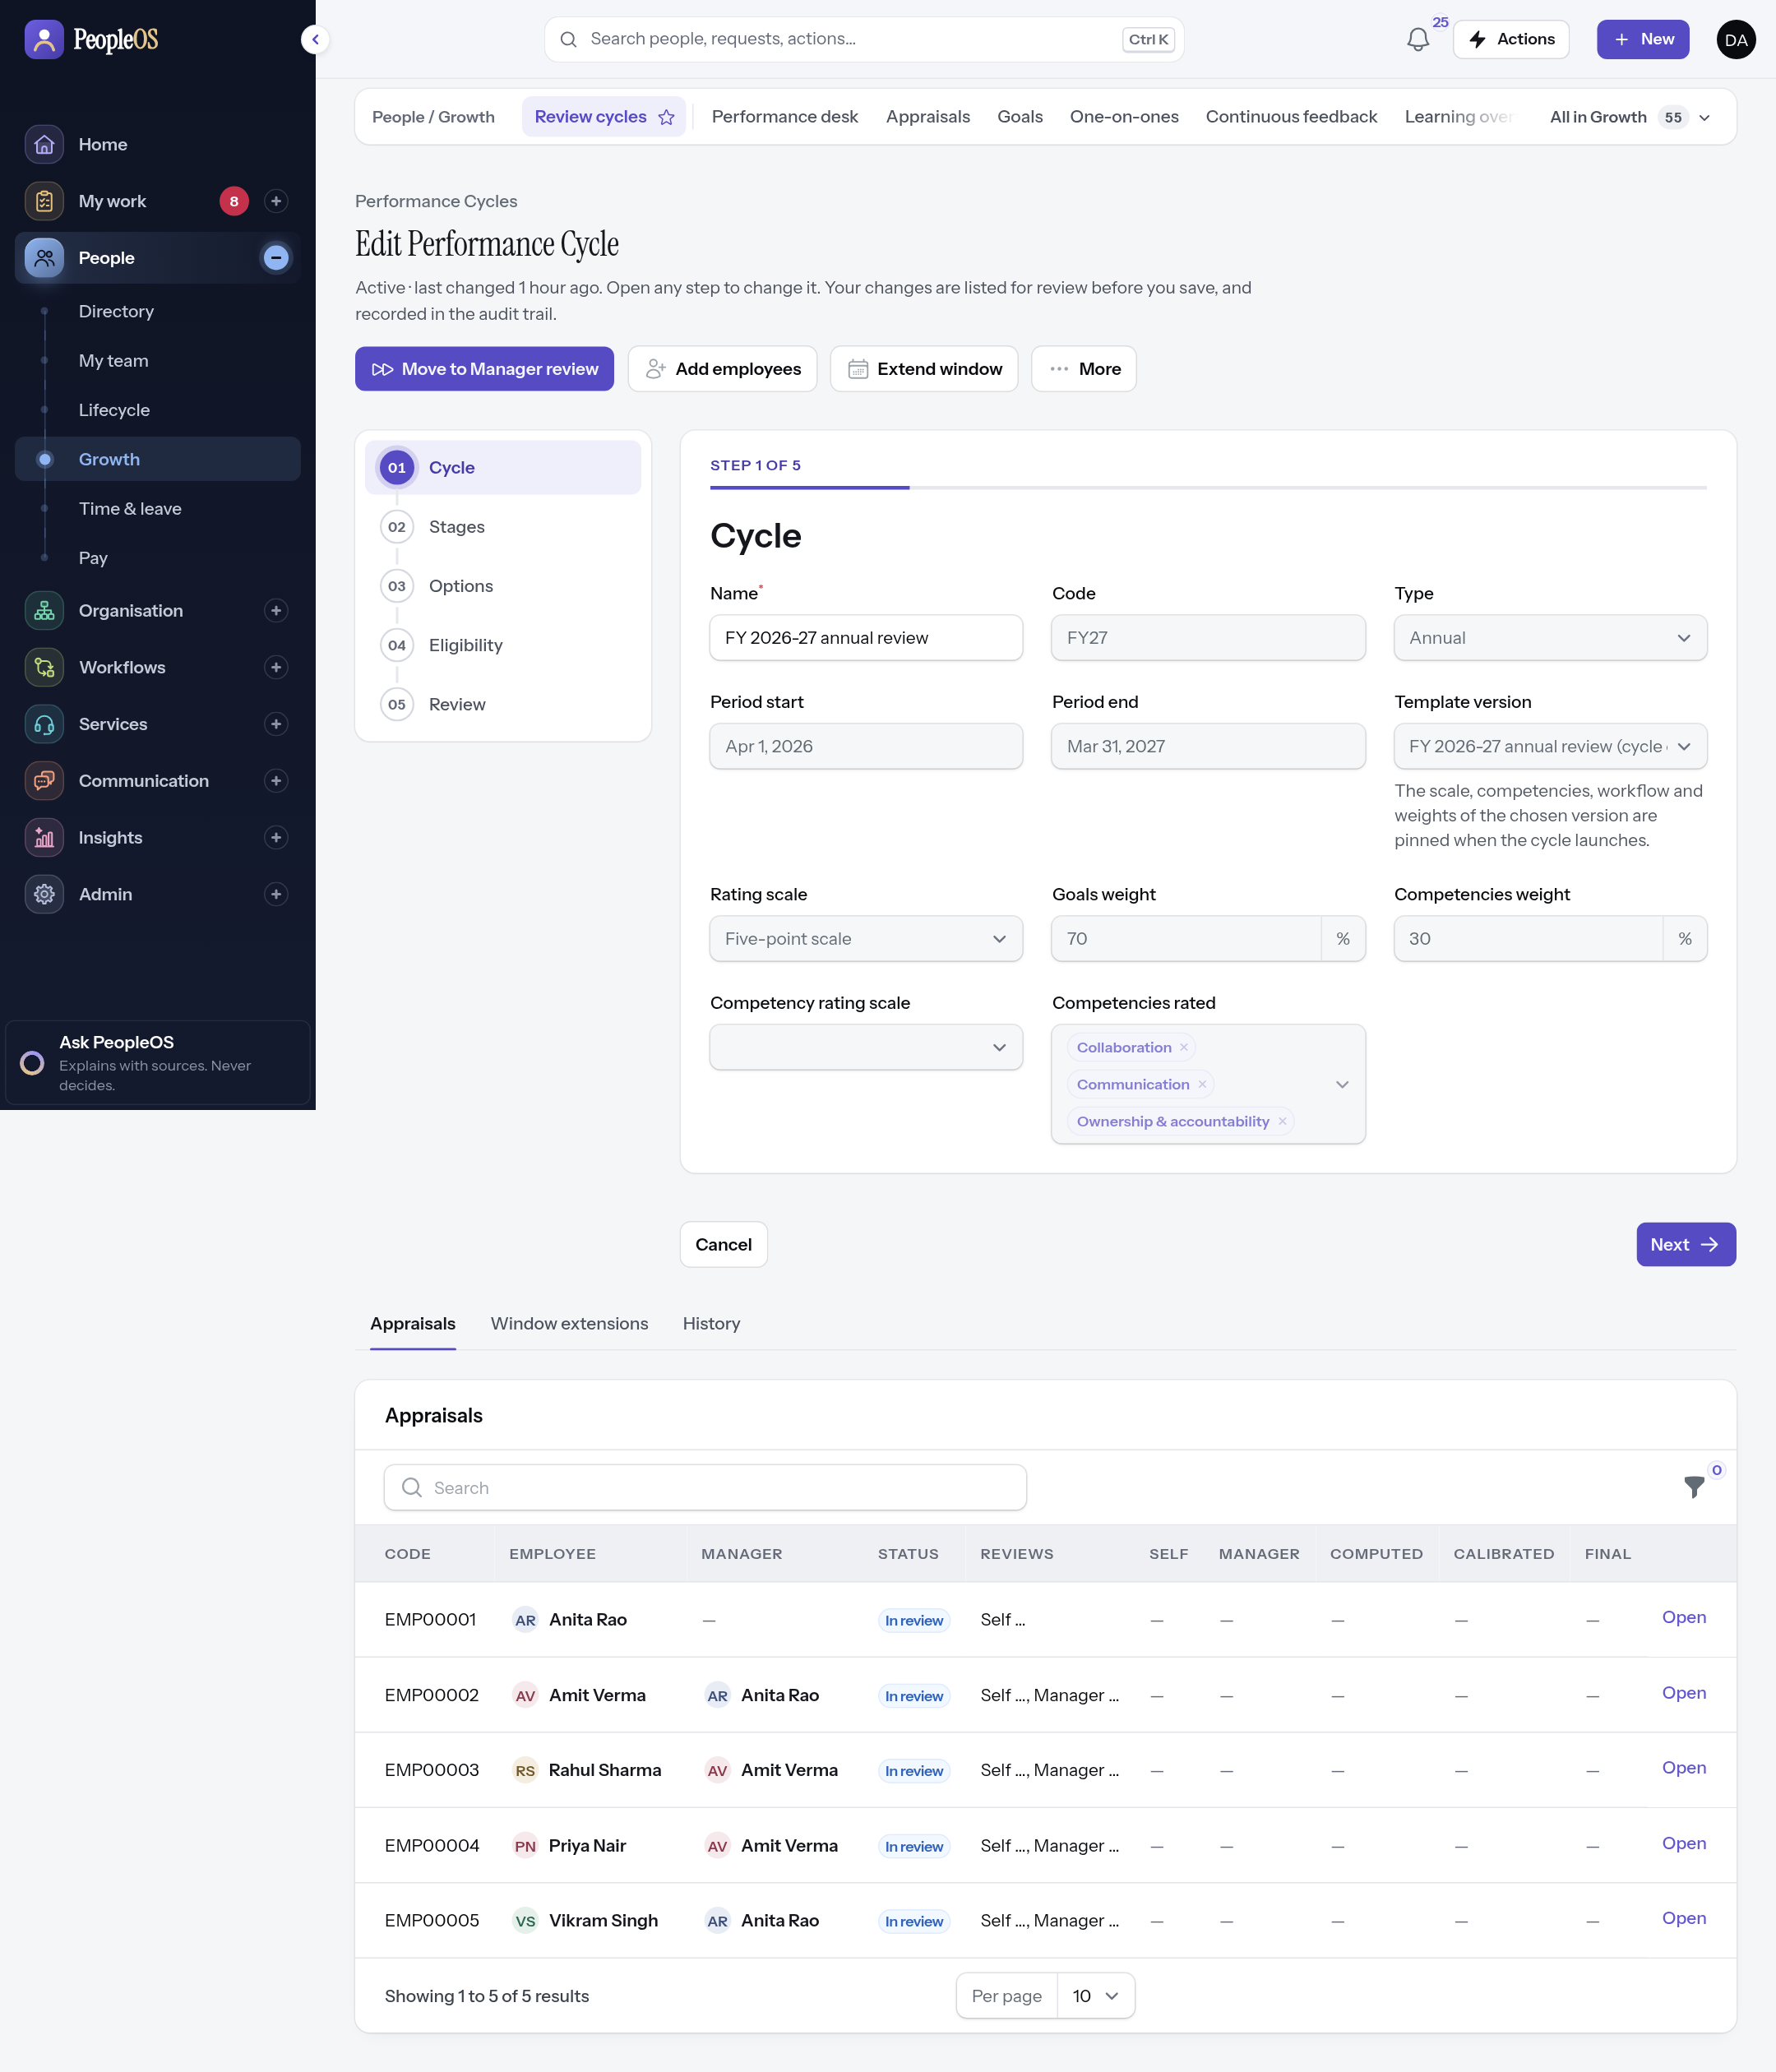 PeopleOS
Search people, requests, actions...
Ctrl K
25
Actions
New
DA
Home
My work
8
People
Directory
My team
Lifecycle
Growth
Time & leave
Pay
Organisation
Workflows
Services
Communication
Insights
Admin
Ask PeopleOS
Explains with sources. Never
decides.
People / Growth
Review cycles
Performance desk
Appraisals
Goals
One-on-ones
Continuous feedback
Learning over
All in Growth
55
Performance Cycles
Edit Performance Cycle
Active · last changed 1 hour ago. Open any step to change it. Your changes are listed for review before you save, and
recorded in the audit trail.
Move to Manager review
Add employees
Extend window
More
01 Cycle
02 Stages
03 Options
04 Eligibility
05 Review
STEP 1 OF 5
Cycle
Name*
Code
Type
FY 2026-27 annual review
FY27
Annual
Period start
Period end
Template version
Apr 1, 2026
Mar 31, 2027
FY 2026-27 annual review (cycle
The scale, competencies, workflow and
weights of the chosen version are
pinned when the cycle launches.
Rating scale
Goals weight
Competencies weight
Five-point scale
70 %
30 %
Competency rating scale
Competencies rated
Collaboration ×
Communication ×
Ownership & accountability ×
Cancel
Next
Appraisals
Window extensions
History
Appraisals
Search
0
CODE EMPLOYEE MANAGER STATUS REVIEWS SELF MANAGER COMPUTED CALIBRATED FINAL
EMP00001 AR Anita Rao — In review Self ... — — — — — Open
EMP00002 AV Amit Verma AR Anita Rao In review Self ..., Manager ... — — — — — Open
EMP00003 RS Rahul Sharma AV Amit Verma In review Self ..., Manager ... — — — — — Open
EMP00004 PN Priya Nair AV Amit Verma In review Self ..., Manager ... — — — — — Open
EMP00005 VS Vikram Singh AR Anita Rao In review Self ..., Manager ... — — — — — Open
Showing 1 to 5 of 5 results
Per page 10